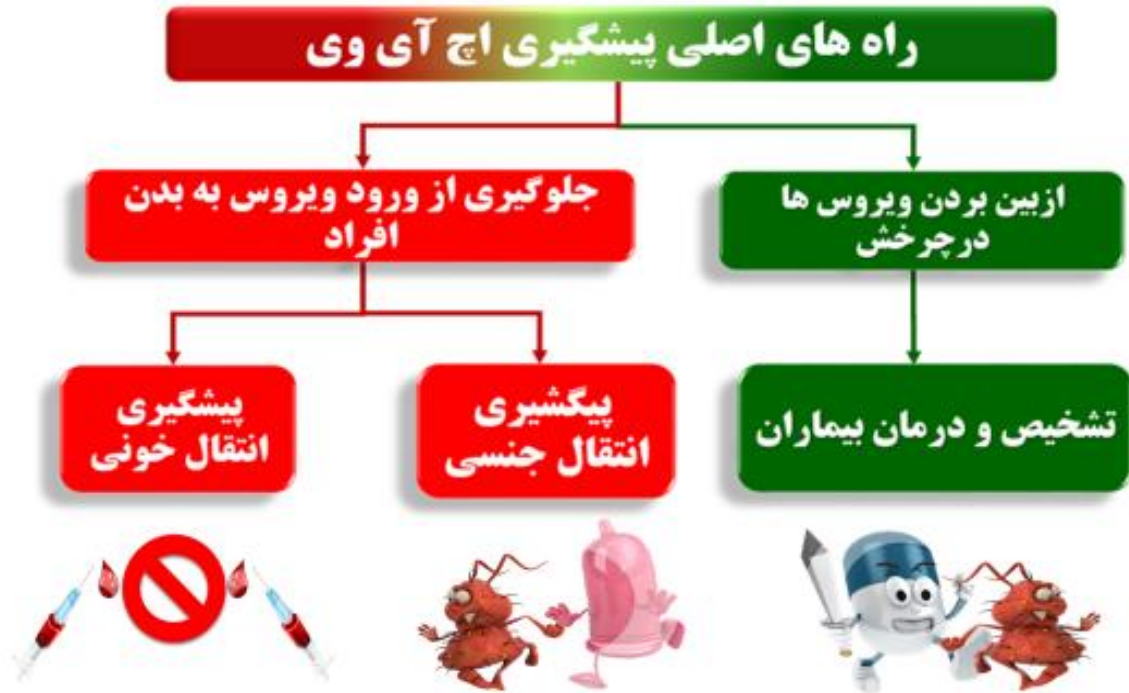 راه های اصلی پیشگیری اچ آی وی
ازبین بردن ویروس ها
درچرخش
جلوگیری از ورود ویروس به بدن
افراد
تشخیص و درمان بیماران
پیگشیری
انتقال جنسی
پیشگیری
انتقال خونی